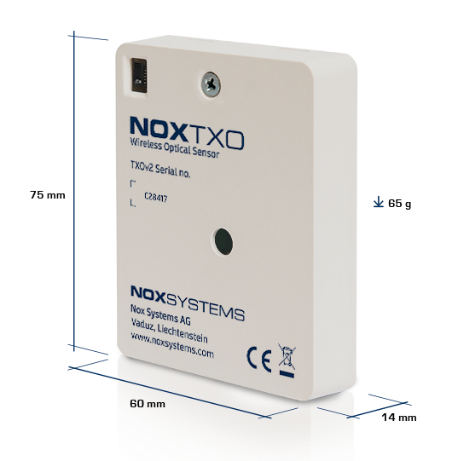 NOXTXO
Wireless Optical Sensor
TXOv2 Serial no.
C28417
75 mm
65 g
NOXSYSTEMS
Nox Systems AG
Vaduz, Liechtenstein
www.noxsystems.com
CE
60 mm
14 mm